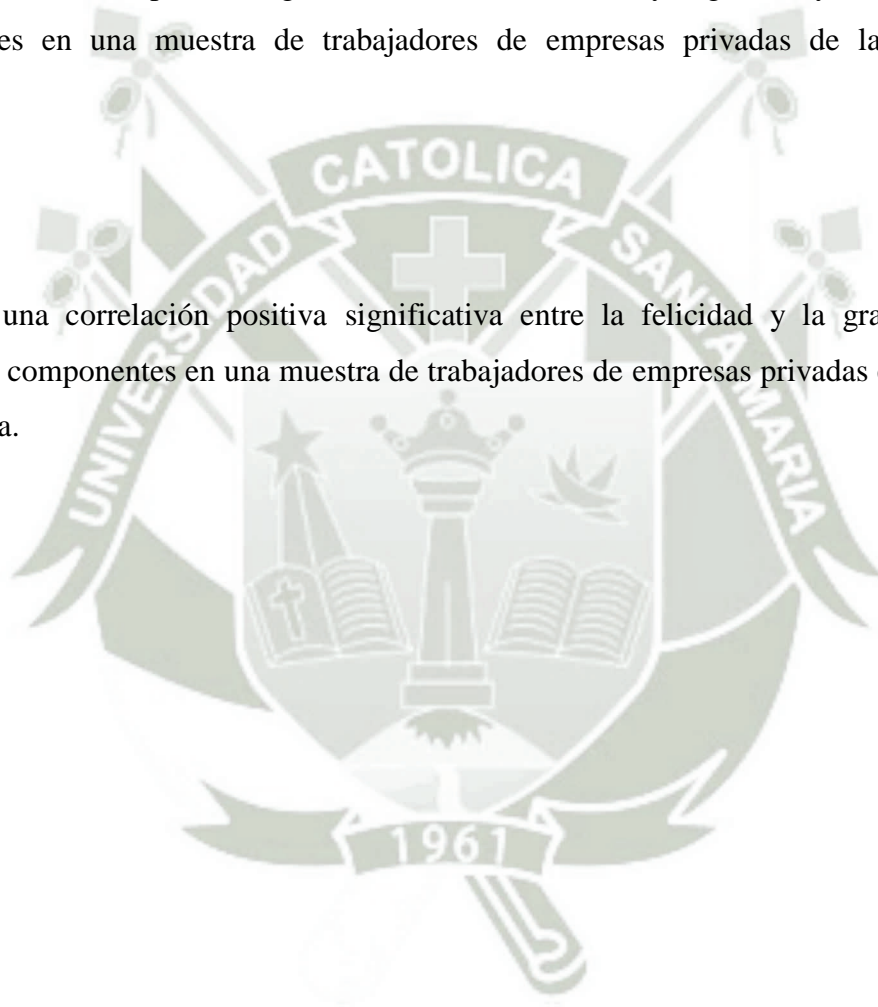 es en una muestra de trabajadores de empresas privadas de la
CATOLICA
UNIVERSIDAD
SANTA MARIA
una correlación positiva significativa entre la felicidad y la gra
componentes en una muestra de trabajadores de empresas privadas
a.
1961